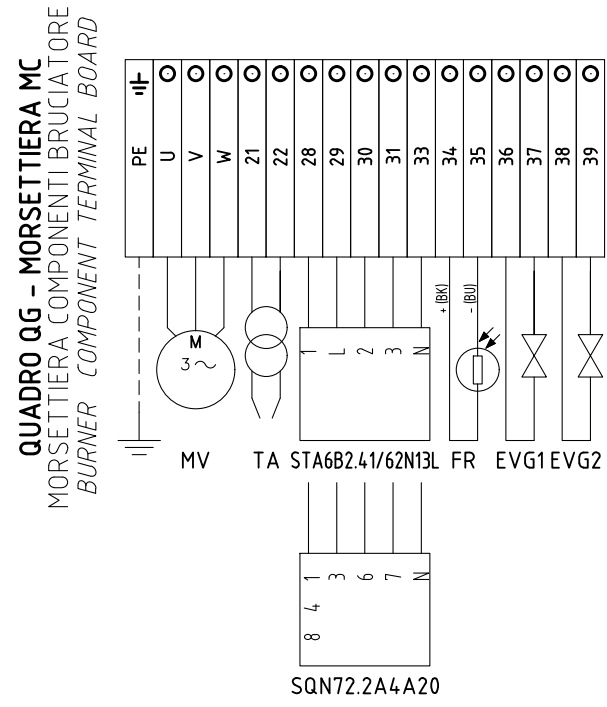 QUADRO QG - MORSETTIERA MC
MORSETTIERA COMPONENTI BRUCIATORE
BURNER COMPONENT TERMINAL BOARD
PE U V W 21 22 28 29 30 31 33 34 35 36 37 38 39
+ (BK)
- (BU)
M
3~
1 L 2 3 N
MV TA STA6B2.41/62N13L FR EVG1 EVG2
1 3 6 7 N
4
8
SQN72.2A4A20